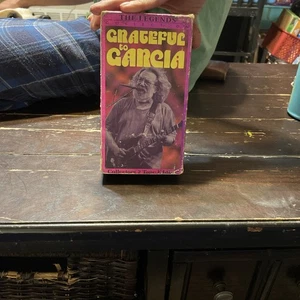 THE LEGENDS
GRATEFUL
to
GARCIA